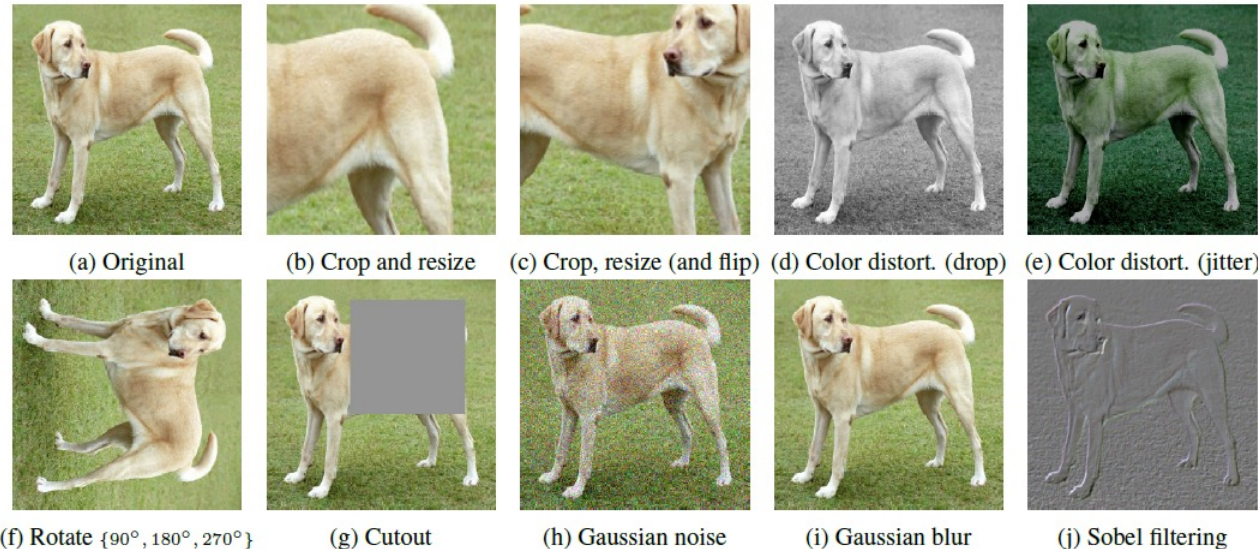 (a) Original
(b) Crop and resize
(c) Crop, resize (and flip)
(d) Color distort. (drop)
(e) Color distort. (jitter)
(f) Rotate {90°, 180°, 270°}
(g) Cutout
(h) Gaussian noise
(i) Gaussian blur
(j) Sobel filtering